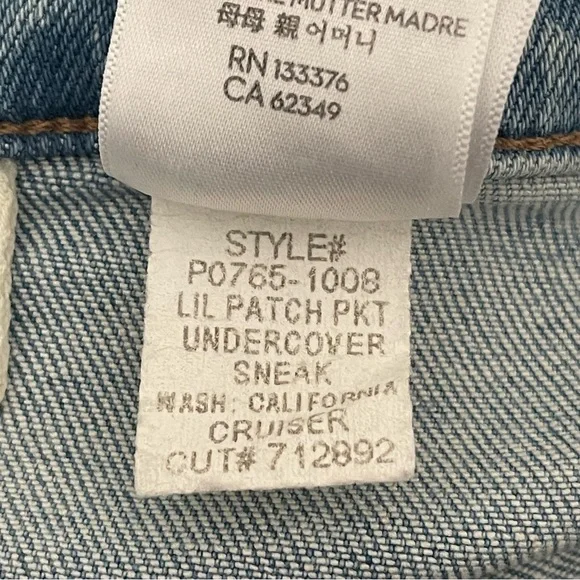 MUTTER MADRE
母母 親 어머니
RN 133376
CA 62349
STYLE#
P0765-1008
LIL PATCH PKT
UNDERCOVER
SNEAK
WASH: CALIFORNIA
CRUISER
CUT# 712892